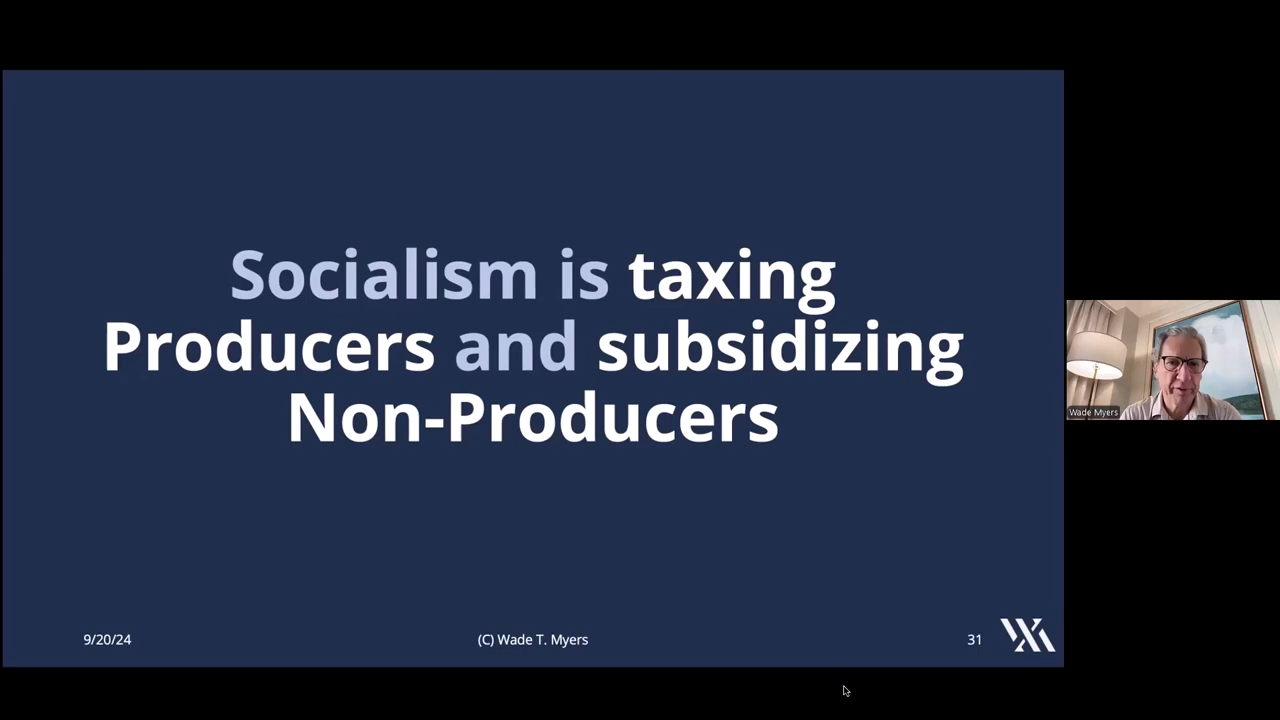 Socialism is taxing
Producers and subsidizing
Non-Producers
Wade Myers
9/20/24
(C) Wade T. Myers
31